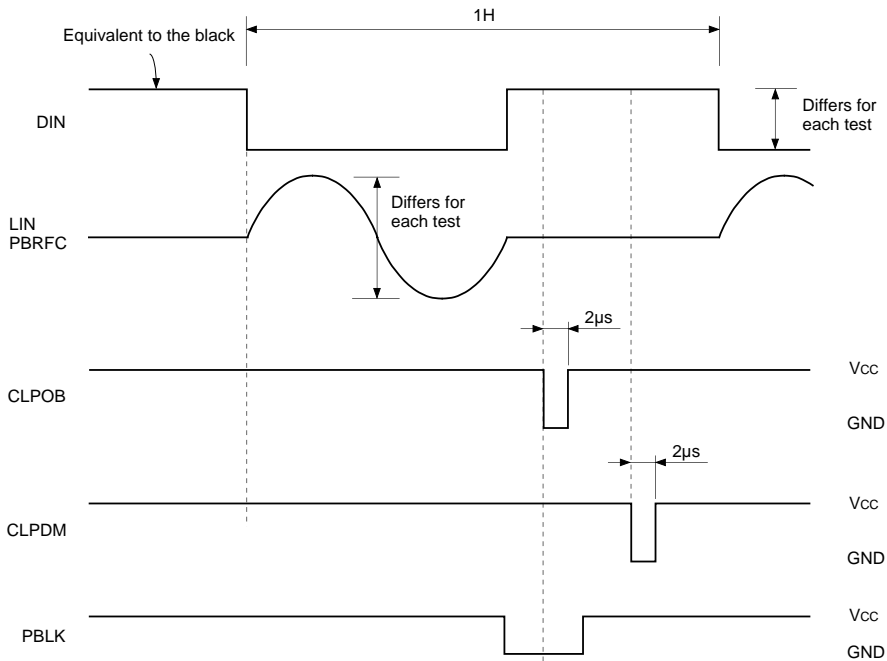 1H
Equivalent to the black
DIN
Differs for
each test
LIN
PBRFC
Differs for
each test
2µs
CLPOB
VCC
GND
2µs
CLPDM
VCC
GND
PBLK
VCC
GND